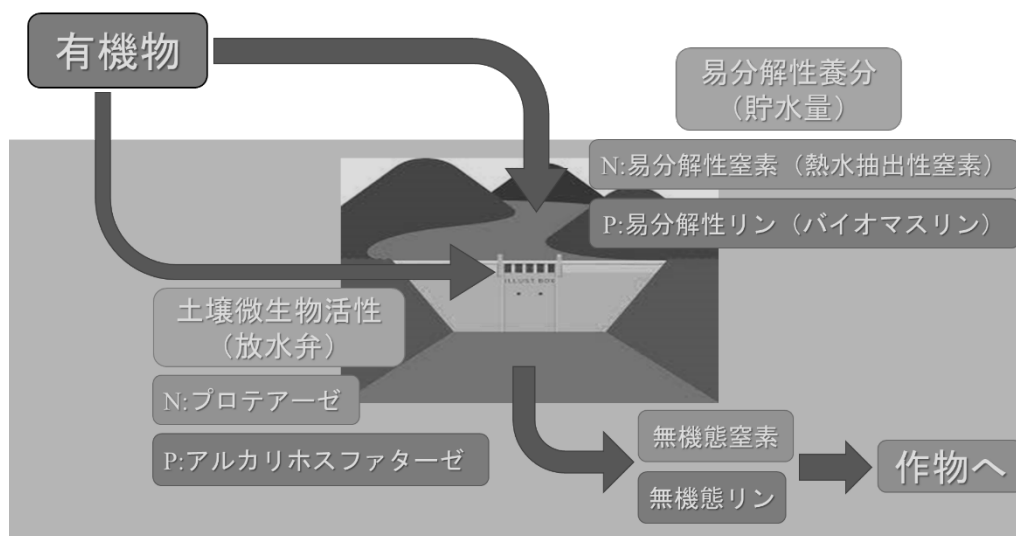 有機物
易分解性養分
（貯水量）
N:易分解性窒素（熱水抽出性窒素）
P:易分解性リン（バイオマスリン）
ILLUST BOX
土壌微生物活性
（放水弁）
N:プロテアーゼ
P:アルカリホスファターゼ
無機態窒素
無機態リン
作物へ